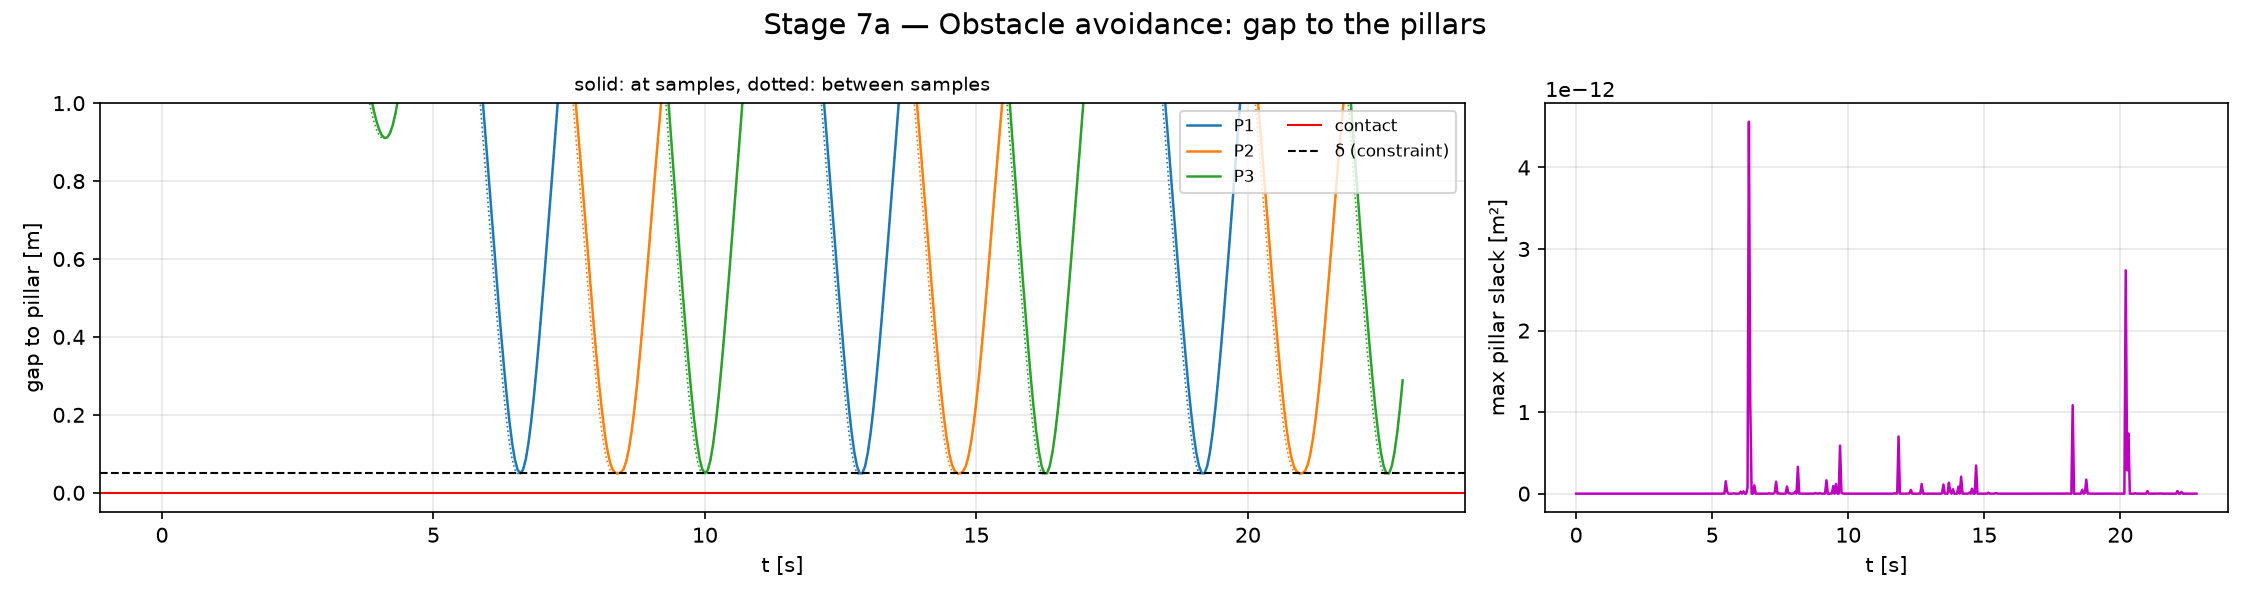 Stage 7a — Obstacle avoidance: gap to the pillars
solid: at samples, dotted: between samples
gap to pillar [m]
1.0
0.8
0.6
0.4
0.2
0.0
0
5
10
15
20
t [s]
P1
P2
P3
contact
δ (constraint)
1e−12
max pillar slack [m²]
4
3
2
1
0
0
5
10
15
20
t [s]